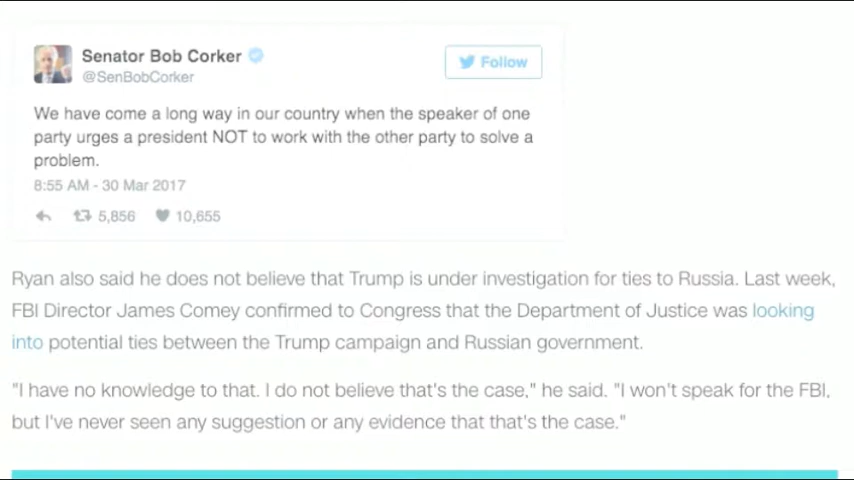 Senator Bob Corker
@SenBobCorker
Follow
We have come a long way in our country when the speaker of one
party urges a president NOT to work with the other party to solve a
problem.
8:55 AM - 30 Mar 2017
5,856 10,655
Ryan also said he does not believe that Trump is under investigation for ties to Russia. Last week,
FBI Director James Comey confirmed to Congress that the Department of Justice was looking
into potential ties between the Trump campaign and Russian government.
"I have no knowledge to that. I do not believe that's the case," he said. "I won't speak for the FBI,
but I've never seen any suggestion or any evidence that that's the case."